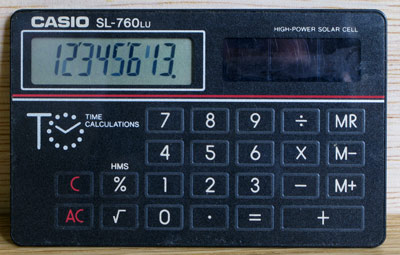 CASIO SL-760LU
HIGH-POWER SOLAR CELL
12345643.
TIME
CALCULATIONS
7 8 9 ÷ MR
4 5 6 X M-
HMS
C % 1 2 3 - M+
AC √ 0 · = +